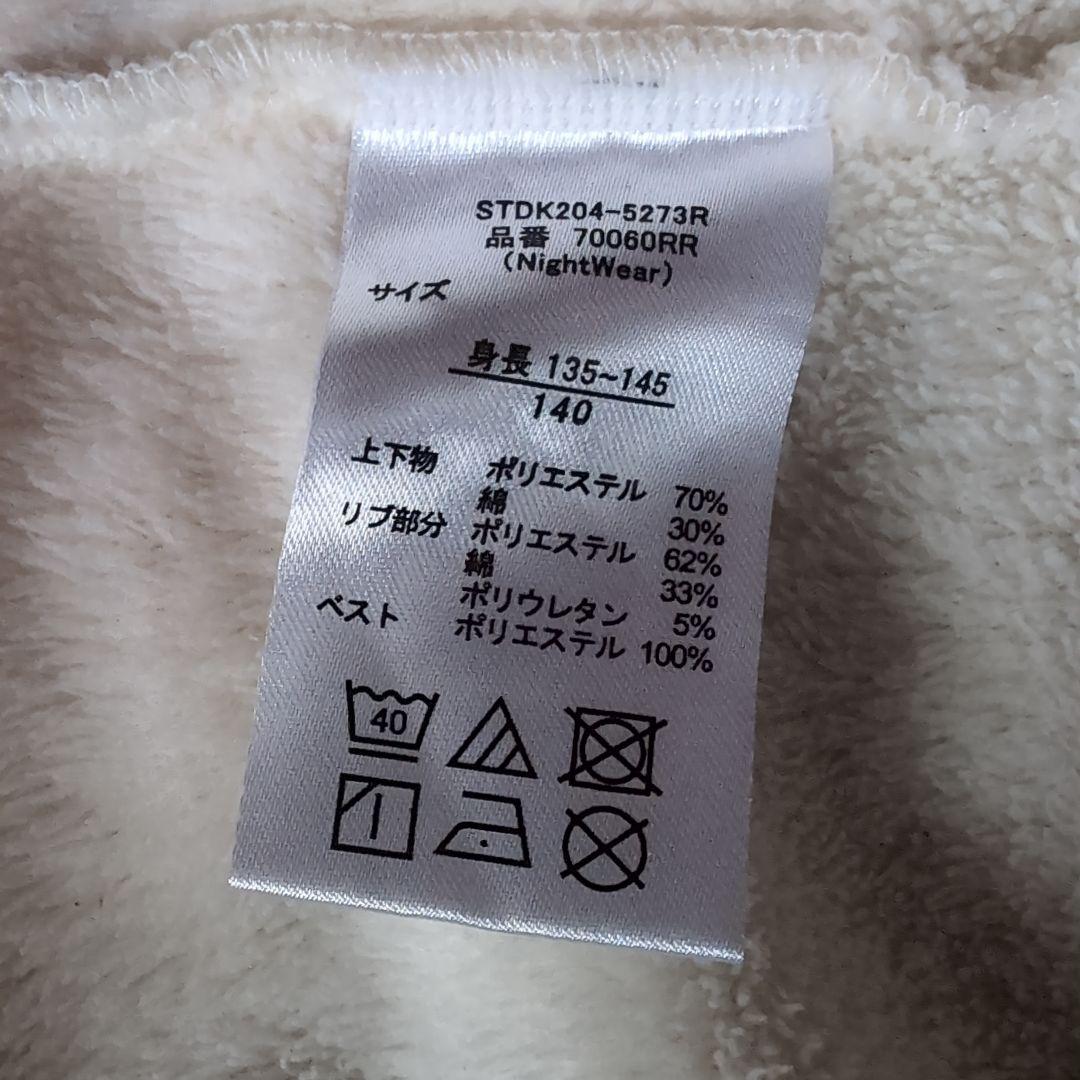 STDK204-5273R
品番 70060RR
(NightWear)
サイズ
身長 135~145
140
上下物 ポリエステル 70%
綿 30%
リブ部分 ポリエステル 62%
綿 33%
ポリウレタン 5%
ベスト ポリエステル 100%
40